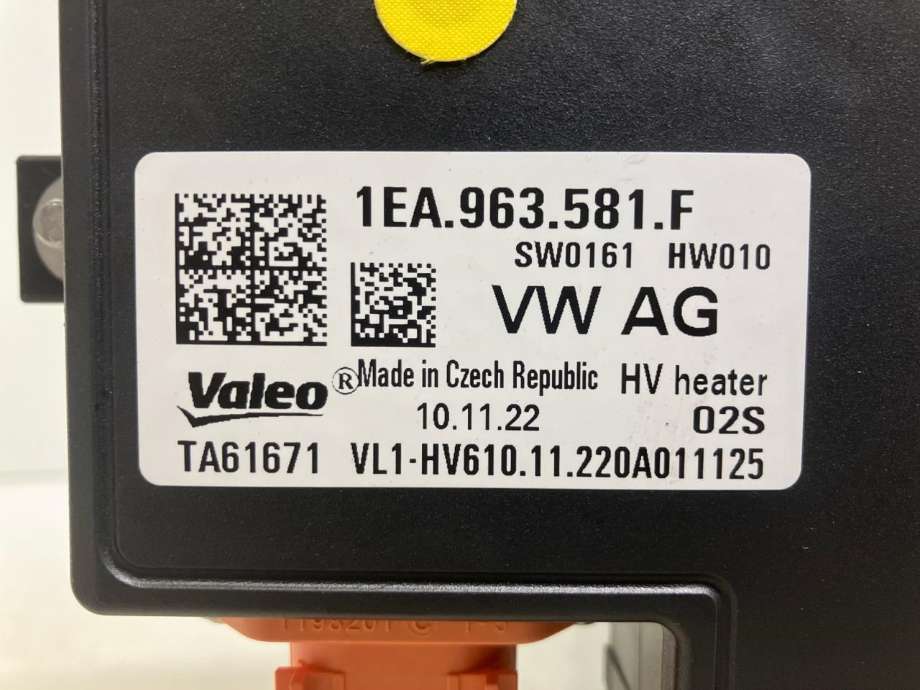 1EA.963.581.F
SW0161 HW010
VW AG
Valeo® Made in Czech Republic HV heater
10.11.22 02S
TA61671 VL1-HV610.11.220A011125